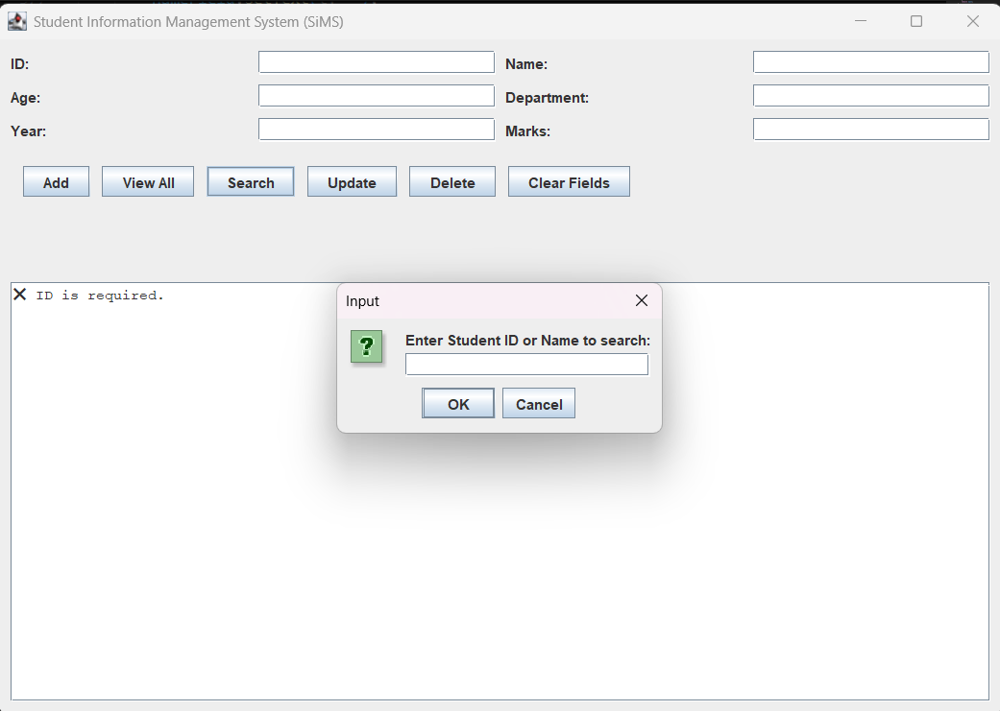 Student Information Management System (SiMS)
ID:
Name:
Age:
Department:
Year:
Marks:
Add
View All
Search
Update
Delete
Clear Fields
✕ ID is required.
Input
?
Enter Student ID or Name to search:
OK
Cancel